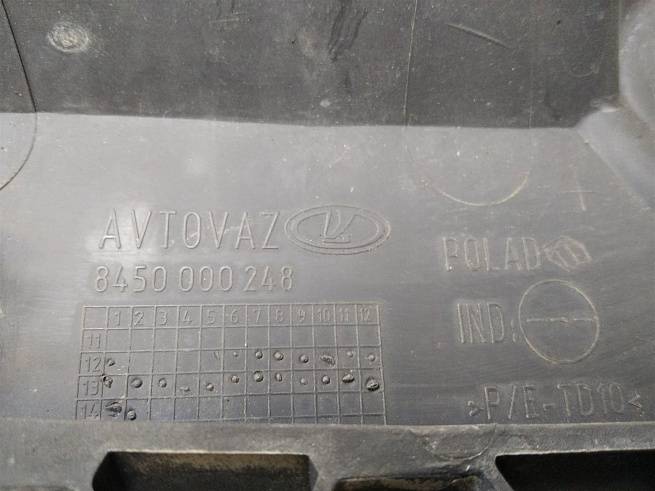 AVTOVAZ
8450 000 248
POLAD
IND:
>P/E-TD10<
1 2 3 4 5 6 7 8 9 10 11 12
11
12
13
14